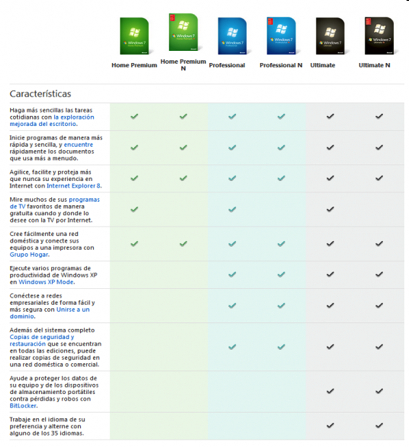 Home Premium
Home Premium N
Professional
Professional N
Ultimate
Ultimate N
Características
Haga más sencillas las tareas
cotidianas con la exploración
mejorada del escritorio.
Inicie programas de manera más
rápida y sencilla, y encuentre
rápidamente los documentos
que usa más a menudo.
Agilice, facilite y proteja más
que nunca su experiencia en
Internet con Internet Explorer 8.
Mire muchos de sus programas
de TV favoritos de manera
gratuita cuando y donde lo
desee con la TV por Internet.
Cree fácilmente una red
doméstica y conecte sus
equipos a una impresora con
Grupo Hogar.
Ejecute varios programas de
productividad de Windows XP
en Windows XP Mode.
Conéctese a redes
empresariales de forma fácil y
más segura con Unirse a un
dominio.
Además del sistema completo
Copias de seguridad y
restauración que se encuentran
en todas las ediciones, puede
realizar copias de seguridad en
una red doméstica o comercial.
Ayude a proteger los datos de
su equipo y de los dispositivos
de almacenamiento portátiles
contra pérdidas y robos con
BitLocker.
Trabaje en el idioma de su
preferencia y alterne con
alguno de los 35 idiomas.